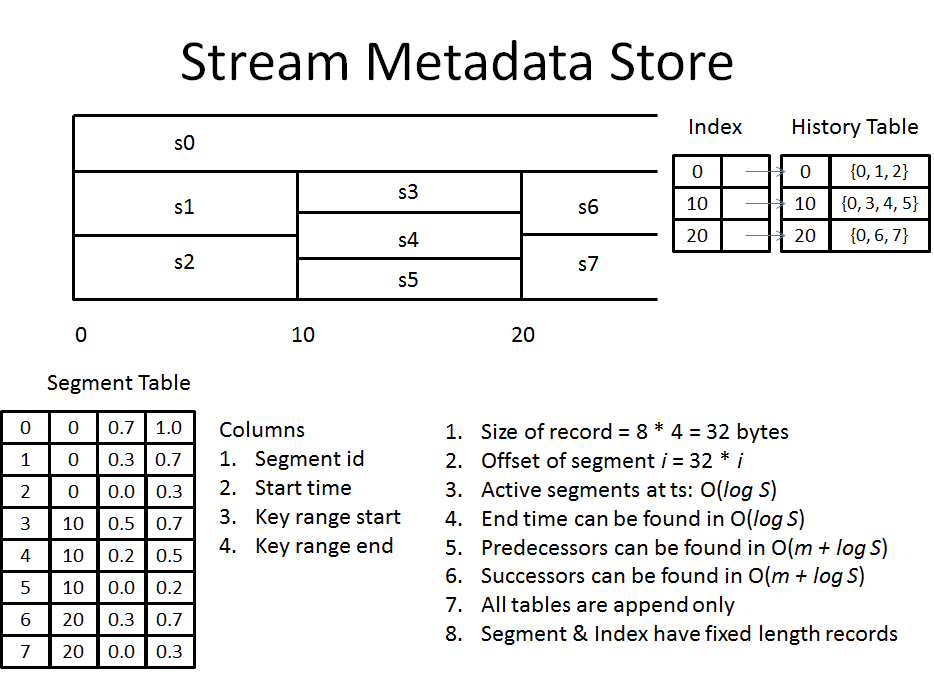 Stream Metadata Store
s0
s1
s2
s3
s4
s5
s6
s7
0 10 20
Index
0
10
20
History Table
0 {0, 1, 2}
10 {0, 3, 4, 5}
20 {0, 6, 7}
Segment Table
0 0 0.7 1.0
1 0 0.3 0.7
2 0 0.0 0.3
3 10 0.5 0.7
4 10 0.2 0.5
5 10 0.0 0.2
6 20 0.3 0.7
7 20 0.0 0.3
Columns
1. Segment id
2. Start time
3. Key range start
4. Key range end
1. Size of record = 8 * 4 = 32 bytes
2. Offset of segment i = 32 * i
3. Active segments at ts: O(log S)
4. End time can be found in O(log S)
5. Predecessors can be found in O(m + log S)
6. Successors can be found in O(m + log S)
7. All tables are append only
8. Segment & Index have fixed length records